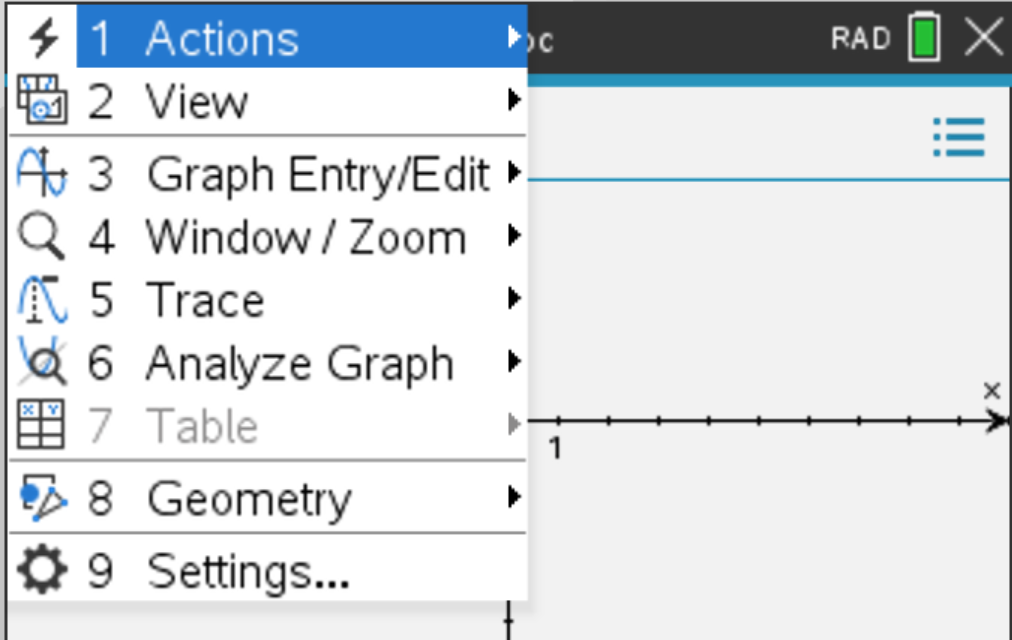 1 Actions
oc RAD
2 View
3 Graph Entry/Edit
4 Window / Zoom
5 Trace
6 Analyze Graph
7 Table
8 Geometry
9 Settings...
x
1
X Y